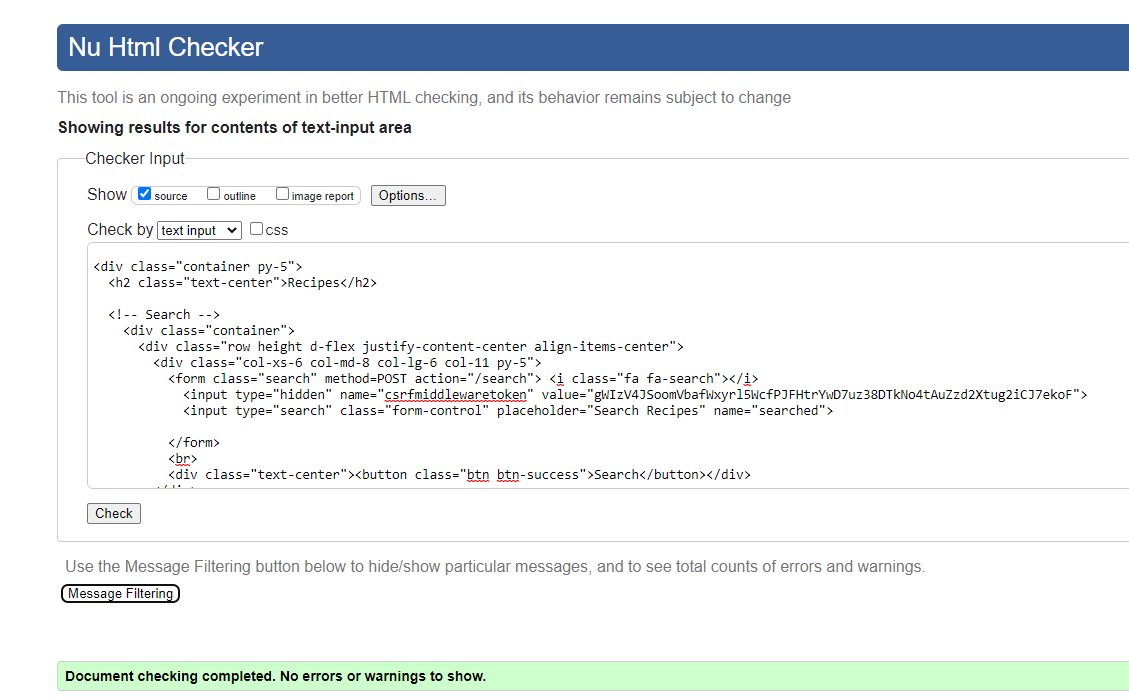 Nu Html Checker
This tool is an ongoing experiment in better HTML checking, and its behavior remains subject to change
Showing results for contents of text-input area
Checker Input
Show source outline image report Options...
Check by text input css
<div class="container py-5">
<h2 class="text-center">Recipes</h2>
<!-- Search -->
<div class="container">
<div class="row height d-flex justify-content-center align-items-center">
<div class="col-xs-6 col-md-8 col-lg-6 col-11 py-5">
<form class="search" method=POST action="/search"> <i class="fa fa-search"></i>
<input type="hidden" name="csrfmiddlewaretoken" value="gWIzV4JSoomVbafWxyrl5WcfPJFHtrYwD7uz38DTkNo4tAuZzd2Xtug2iCJ7ekoF">
<input type="search" class="form-control" placeholder="Search Recipes" name="searched">
</form>
<br>
<div class="text-center"><button class="btn btn-success">Search</button></div>
Check
Use the Message Filtering button below to hide/show particular messages, and to see total counts of errors and warnings.
Message Filtering
Document checking completed. No errors or warnings to show.